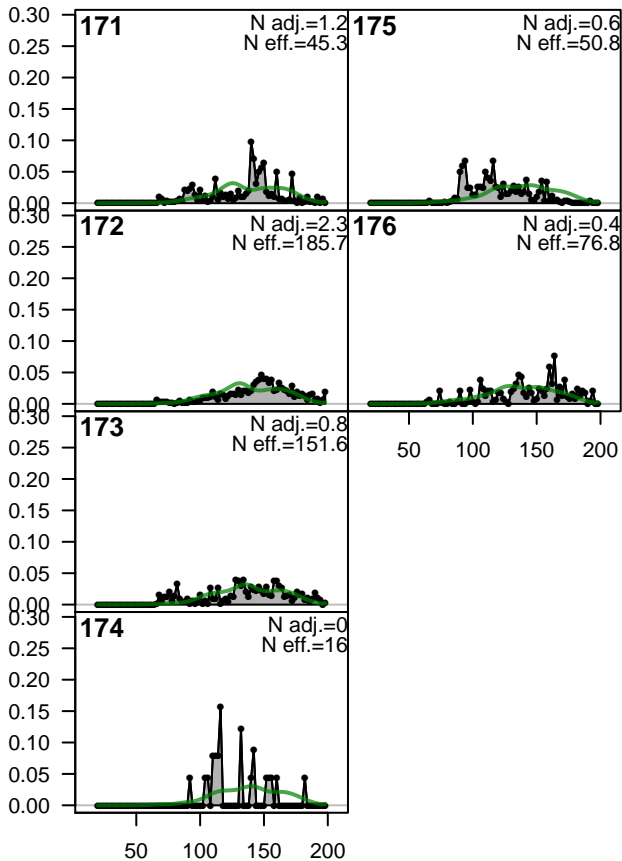 0.30
0.25
0.20
0.15
0.10
0.05
0.00
171
N adj.=1.2
N eff.=45.3
175
N adj.=0.6
N eff.=50.8
0.30
0.25
0.20
0.15
0.10
0.05
0.00
172
N adj.=2.3
N eff.=185.7
176
N adj.=0.4
N eff.=76.8
50 100 150 200
0.30
0.25
0.20
0.15
0.10
0.05
0.00
173
N adj.=0.8
N eff.=151.6
0.30
0.25
0.20
0.15
0.10
0.05
0.00
174
N adj.=0
N eff.=16
50 100 150 200